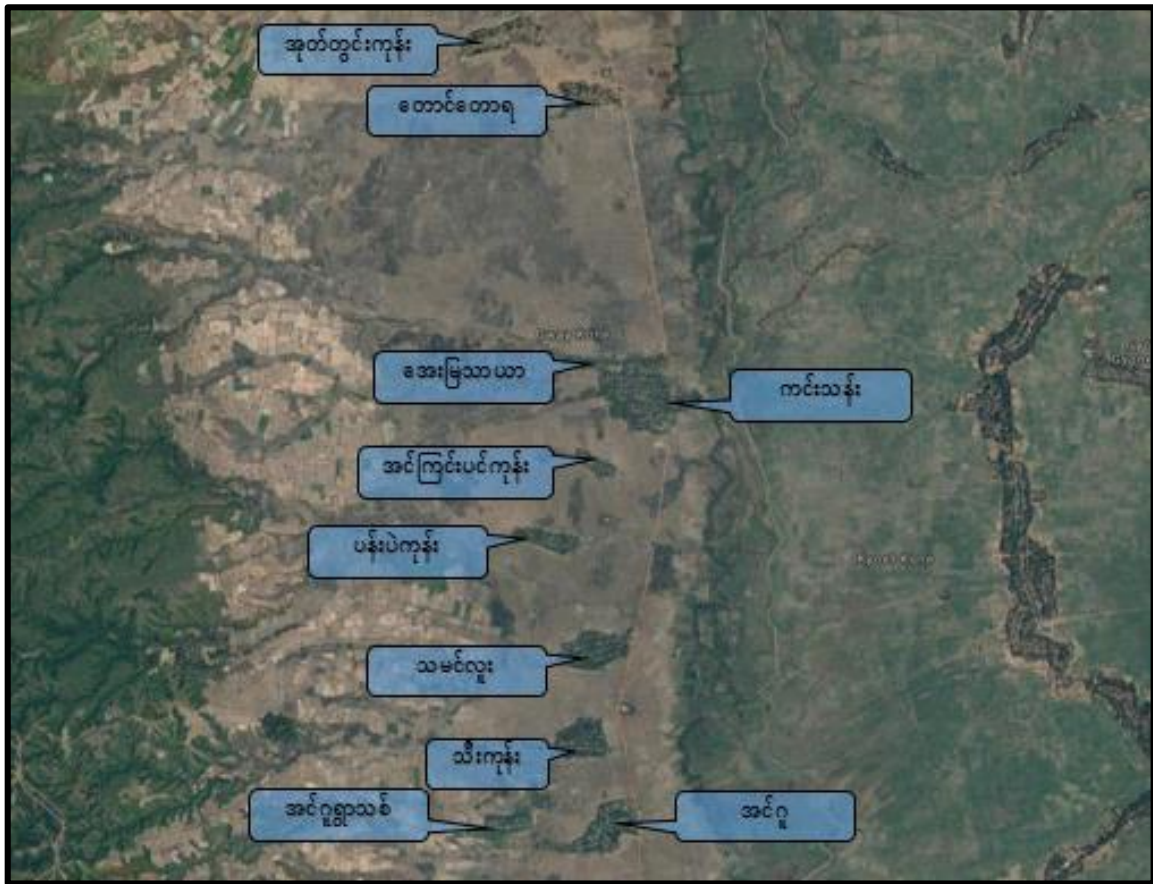 အုတ်တွင်းကုန်း
တောင်တောရ
အေးမြသာယာ
ကင်းသန်း
အင်ကြင်းပင်ကုန်း
ပန်းပဲကုန်း
သမင်လူး
သီးကုန်း
အင်ဂူရွာသစ်
အင်ဂူ